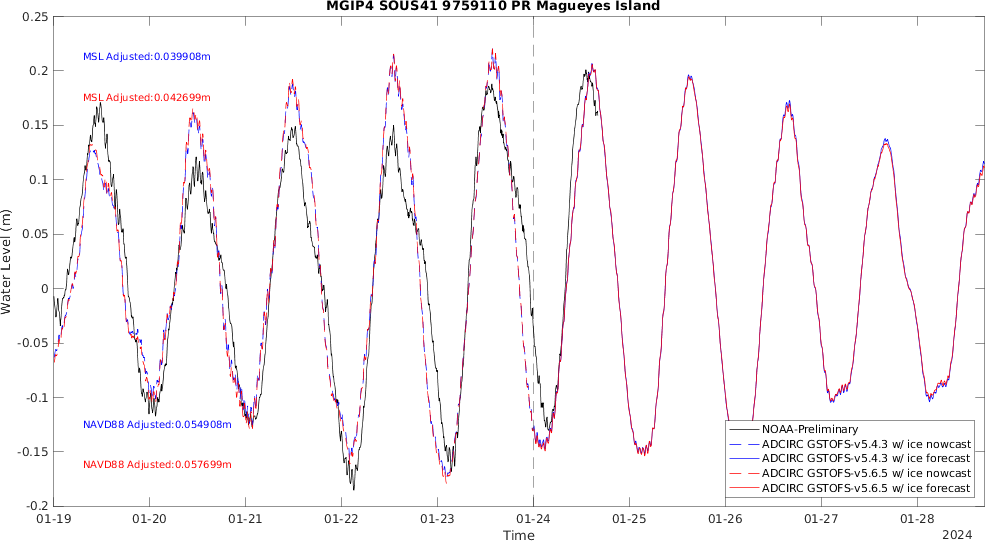 MGIP4 SOUS41 9759110 PR Magueyes Island
0.25
0.2
0.15
0.1
0.05
0
-0.05
-0.1
-0.15
-0.2
Water Level (m)
MSL Adjusted:0.039908m
MSL Adjusted:0.042699m
NAVD88 Adjusted:0.054908m
NAVD88 Adjusted:0.057699m
NOAA-Preliminary
ADCIRC GSTOFS-v5.4.3 w/ ice nowcast
ADCIRC GSTOFS-v5.4.3 w/ ice forecast
ADCIRC GSTOFS-v5.6.5 w/ ice nowcast
ADCIRC GSTOFS-v5.6.5 w/ ice forecast
01-19 01-20 01-21 01-22 01-23 01-24 01-25 01-26 01-27 01-28
Time
2024